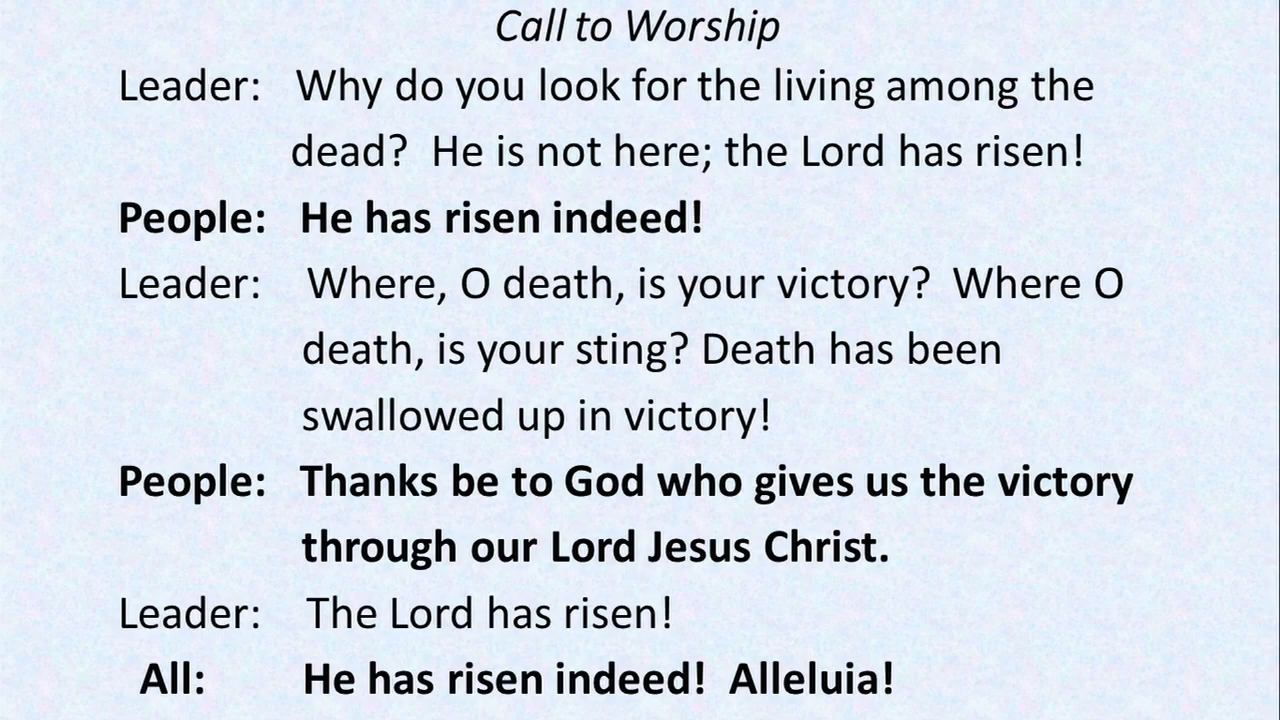 Call to Worship
Leader: Why do you look for the living among the
dead? He is not here; the Lord has risen!
People: He has risen indeed!
Leader: Where, O death, is your victory? Where O
death, is your sting? Death has been
swallowed up in victory!
People: Thanks be to God who gives us the victory
through our Lord Jesus Christ.
Leader: The Lord has risen!
All: He has risen indeed! Alleluia!